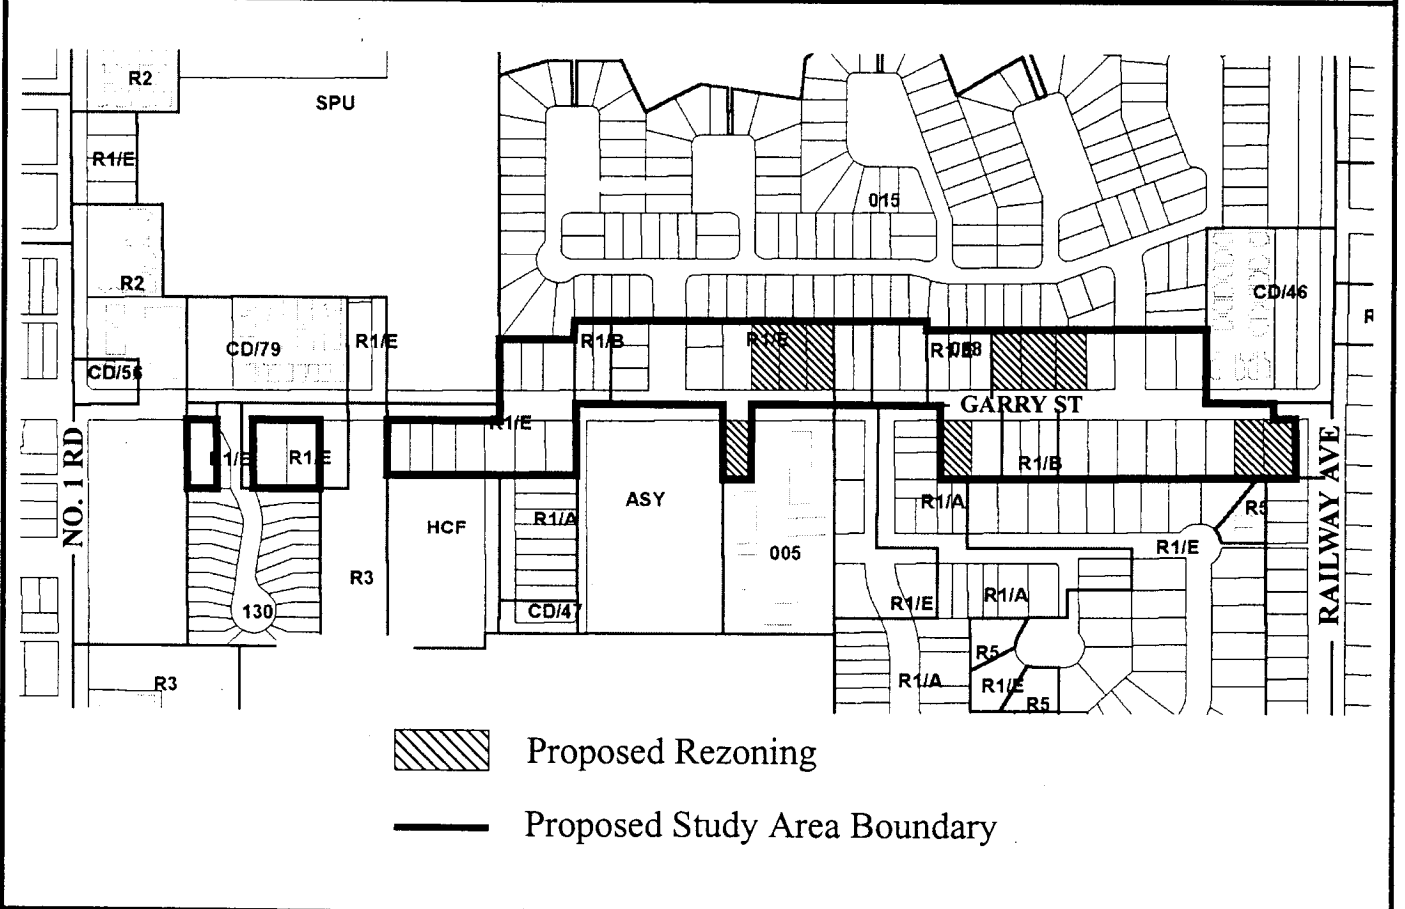 R2
SPU
R1/E
015
R2
CD/46
R
CD/79
R1/E
R1/B
CD/56
GARRY ST
R1/E
1/E
R1/E
R1/B
NO. 1 RD
RAILWAY AVE
ASY
R1/A
R5
HCF
R1/A
005
R1/E
R3
130
CD/47
R1/E
R1/A
R5
R1/A
R1/E
R5
R3
Proposed Rezoning
Proposed Study Area Boundary